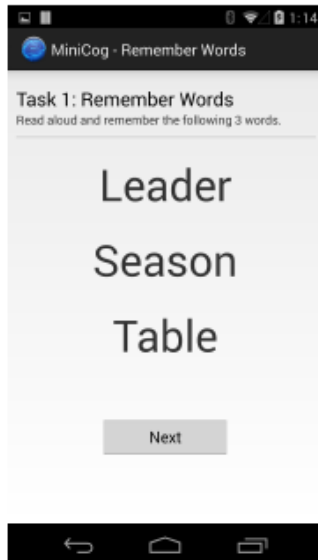 1:14
MiniCog - Remember Words
Task 1: Remember Words
Read aloud and remember the following 3 words.
Leader
Season
Table
Next